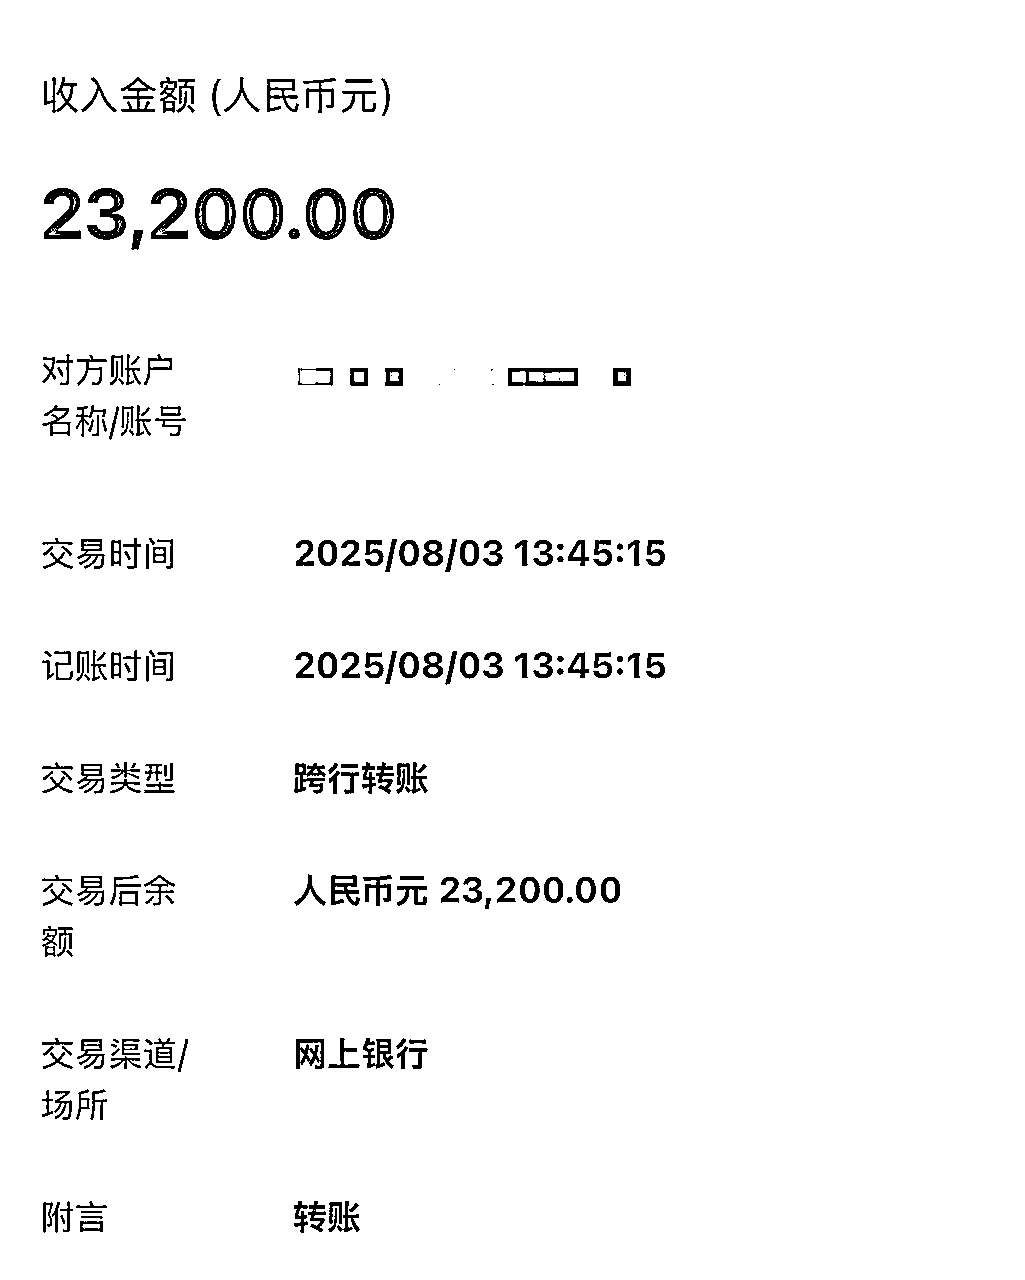 收入金额 (人民币元)
23,200.00
对方账户
名称/账号
交易时间 2025/08/03 13:45:15
记账时间 2025/08/03 13:45:15
交易类型 跨行转账
交易后余 人民币元 23,200.00
额
交易渠道/ 网上银行
场所
附言 转账